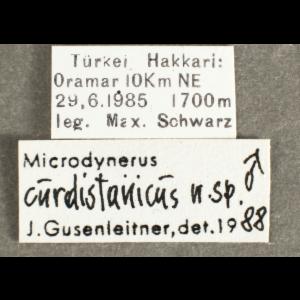 Türkei Hakkari:
Oramar 10Km NE
29.6.1985 1700m
leg. Max. Schwarz
Microdynerus
curdistanicus n.sp. ♂
J. Gusenleitner, det. 1988